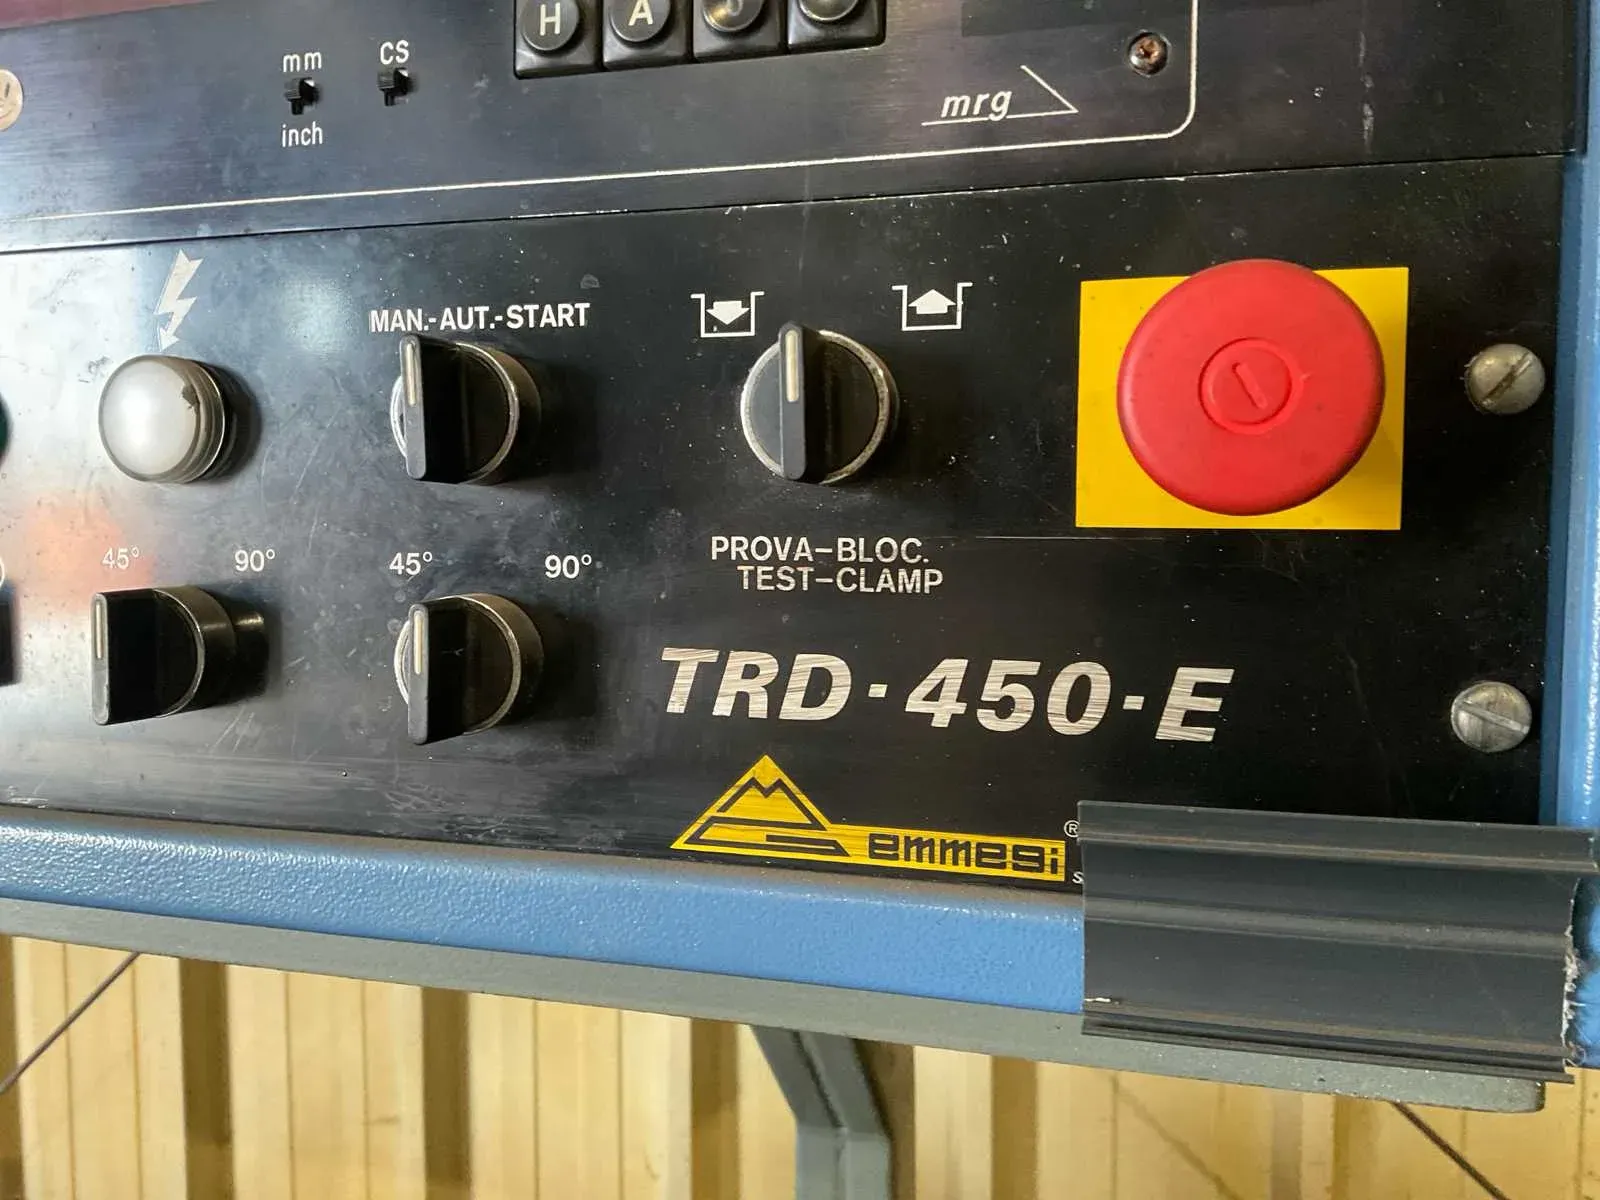 H A
mm
CS
inch
mrg
MAN.-AUT.-START
45° 90°
45° 90°
PROVA-BLOC.
TEST-CLAMP
TRD-450-E
emmegi ®